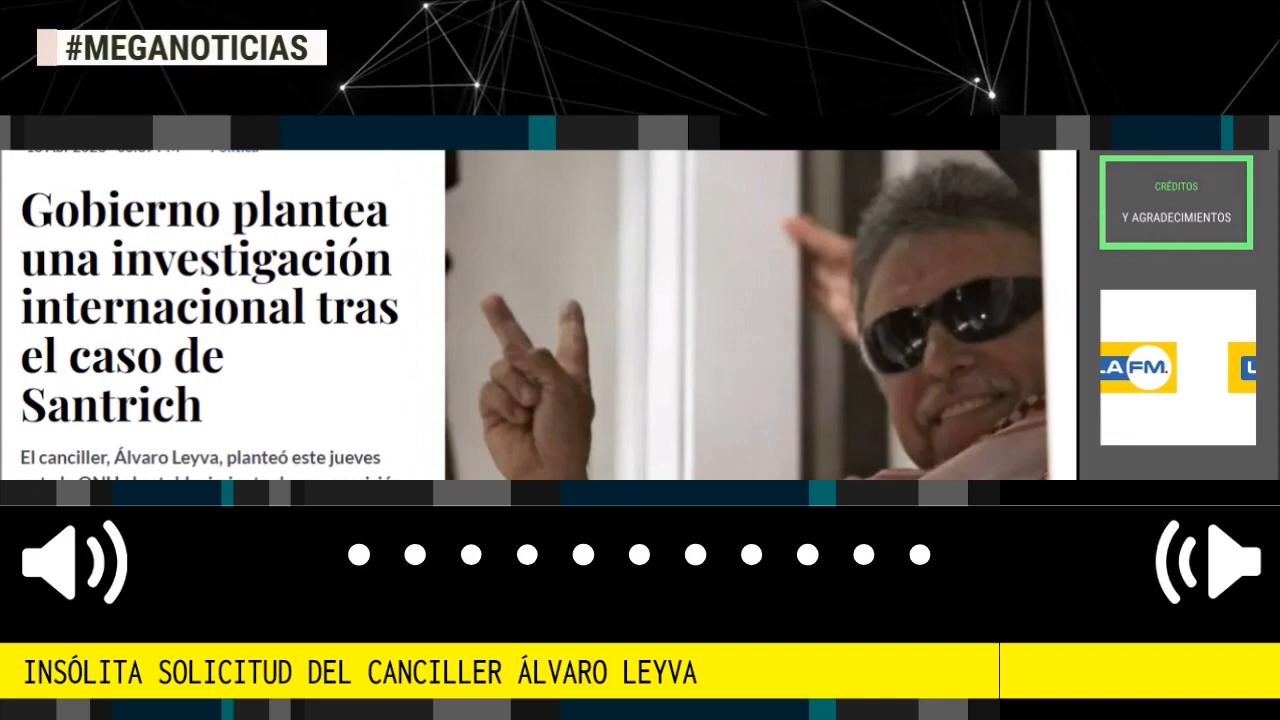 #MEGANOTICIAS
Gobierno plantea
una investigación
internacional tras
el caso de
Santrich
El canciller, Álvaro Leyva, planteó este jueves
CRÉDITOS
Y AGRADECIMIENTOS
LA FM.
L
INSÓLITA SOLICITUD DEL CANCILLER ÁLVARO LEYVA